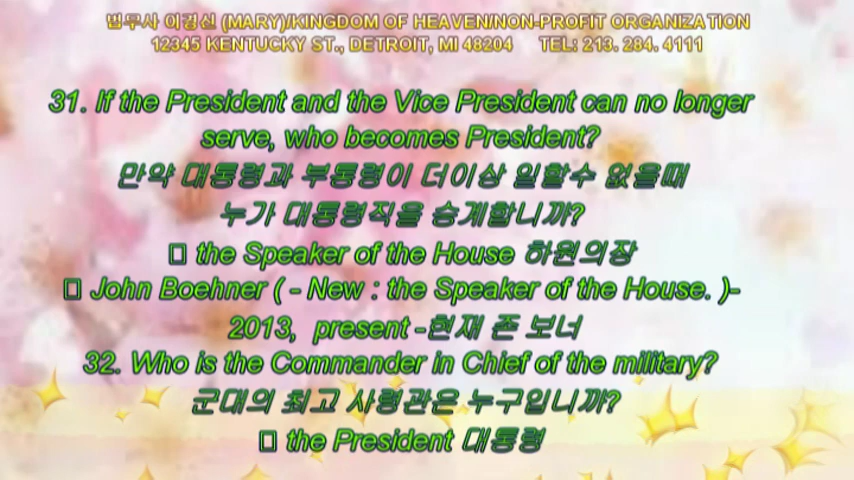 법무사 이경신 (MARY)/KINGDOM OF HEAVEN/NON-PROFIT ORGANIZATION
12345 KENTUCKY ST., DETROIT, MI 48204 TEL: 213. 284. 4111
31. If the President and the Vice President can no longer
serve, who becomes President?
만약 대통령과 부통령이 더이상 일할수 없을때
누가 대통령직을 승계합니까?
▯ the Speaker of the House 하원의장
▯ John Boehner ( - New : the Speaker of the House. )-
2013, present -현재 존 보너
32. Who is the Commander in Chief of the military?
군대의 최고 사령관은 누구입니까?
▯ the President 대통령